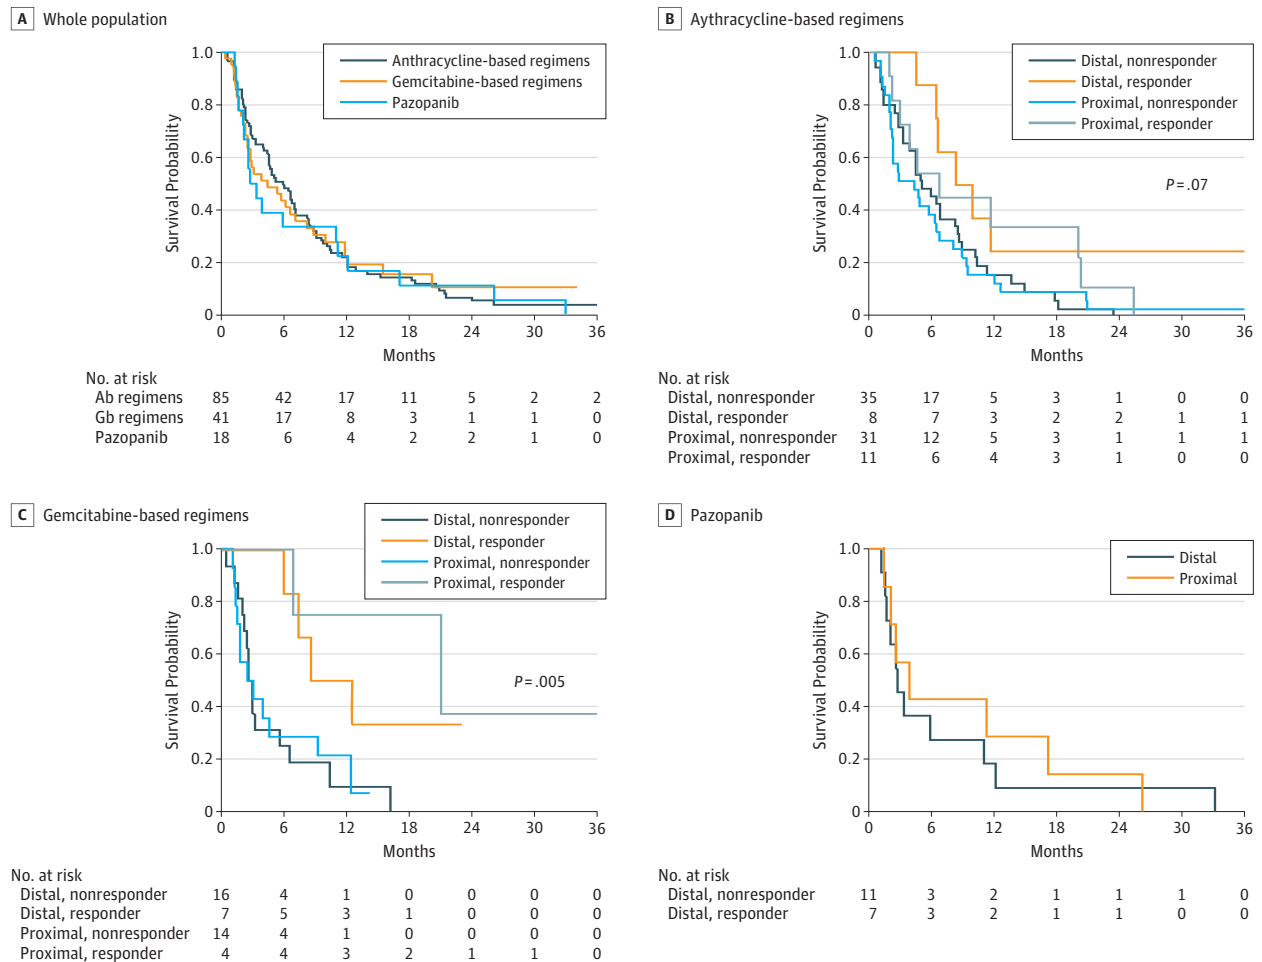 A Whole population
1.0
0.8
0.6
0.4
0.2
0
Survival Probability
Anthracycline-based regimens
Gemcitabine-based regimens
Pazopanib
0 6 12 18 24 30 36
Months
No. at risk
Ab regimens 85 42 17 11 5 2 2
Gb regimens 41 17 8 3 1 1 0
Pazopanib 18 6 4 2 2 1 0
B Aythracycline-based regimens
1.0
0.8
0.6
0.4
0.2
0
Survival Probability
Distal, nonresponder
Distal, responder
Proximal, nonresponder
Proximal, responder
P = .07
0 6 12 18 24 30 36
Months
No. at risk
Distal, nonresponder 35 17 5 3 1 0 0
Distal, responder 8 7 3 2 2 1 1
Proximal, nonresponder 31 12 5 3 1 1 1
Proximal, responder 11 6 4 3 1 0 0
C Gemcitabine-based regimens
1.0
0.8
0.6
0.4
0.2
0
Survival Probability
Distal, nonresponder
Distal, responder
Proximal, nonresponder
Proximal, responder
P = .005
0 6 12 18 24 30 36
Months
No. at risk
Distal, nonresponder 16 4 1 0 0 0 0
Distal, responder 7 5 3 1 0 0 0
Proximal, nonresponder 14 4 1 0 0 0 0
Proximal, responder 4 4 3 2 1 1 0
D Pazopanib
1.0
0.8
0.6
0.4
0.2
0
Survival Probability
Distal
Proximal
0 6 12 18 24 30 36
Months
No. at risk
Distal, nonresponder 11 3 2 1 1 1 0
Distal, responder 7 3 2 1 1 0 0